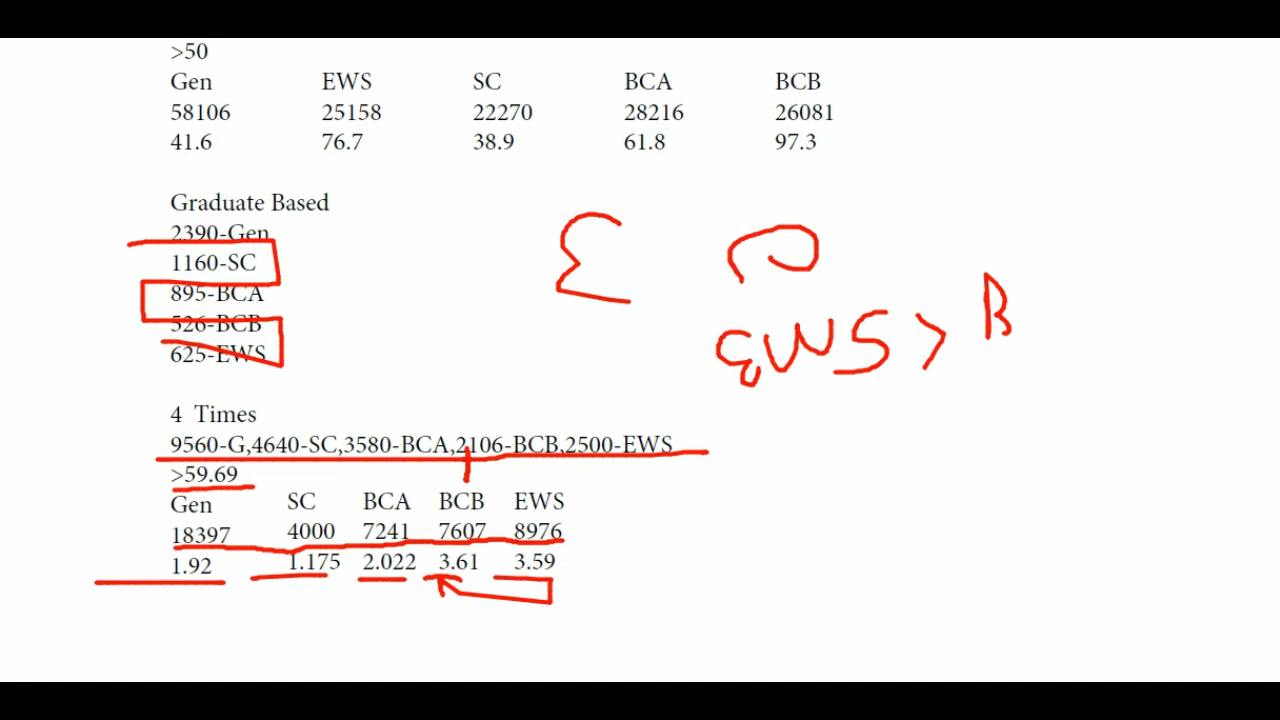 >50
Gen EWS SC BCA BCB
58106 25158 22270 28216 26081
41.6 76.7 38.9 61.8 97.3
Graduate Based
2390-Gen
1160-SC
895-BCA
526-BCB
625-EWS
EWS > B
4 Times
9560-G,4640-SC,3580-BCA,2106-BCB,2500-EWS
>59.69
Gen SC BCA BCB EWS
18397 4000 7241 7607 8976
1.92 1.175 2.022 3.61 3.59